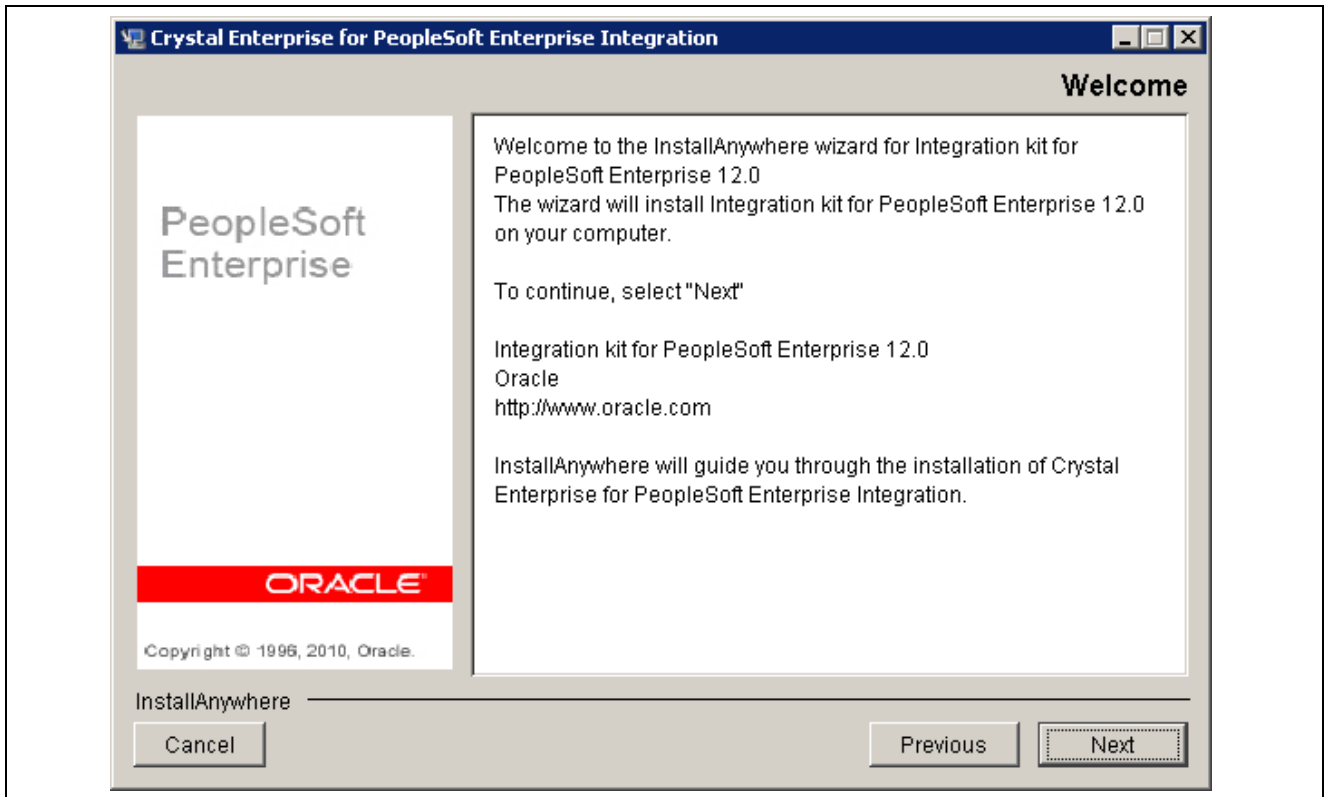 Crystal Enterprise for PeopleSoft Enterprise Integration
Welcome
PeopleSoft
Enterprise
ORACLE
Copyright © 1996, 2010, Oracle.
Welcome to the InstallAnywhere wizard for Integration kit for
PeopleSoft Enterprise 12.0
The wizard will install Integration kit for PeopleSoft Enterprise 12.0
on your computer.
To continue, select "Next"
Integration kit for PeopleSoft Enterprise 12.0
Oracle
http://www.oracle.com
InstallAnywhere will guide you through the installation of Crystal
Enterprise for PeopleSoft Enterprise Integration.
InstallAnywhere
Cancel
Previous
Next